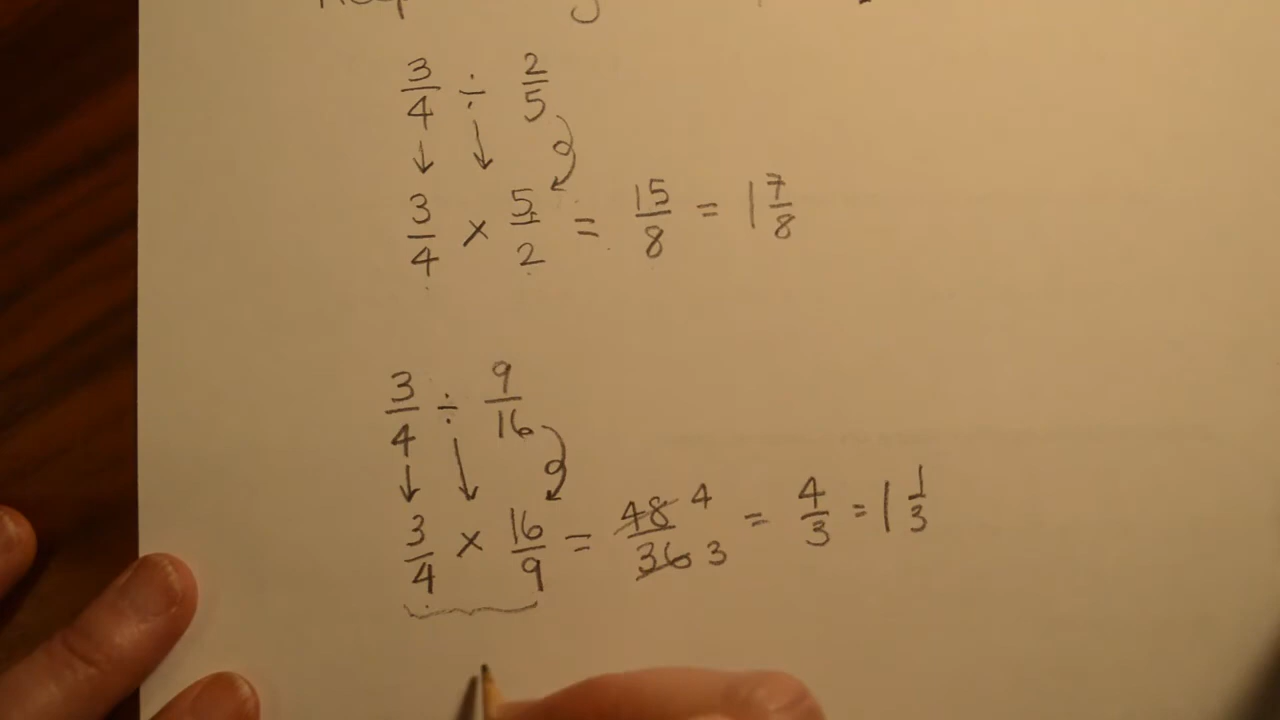 3/4 ÷ 2/5
3/4 × 5/2 = 15/8 = 1 7/8
3/4 ÷ 9/16
3/4 × 16/9 = 48/36 4/3 = 4/3 = 1 1/3